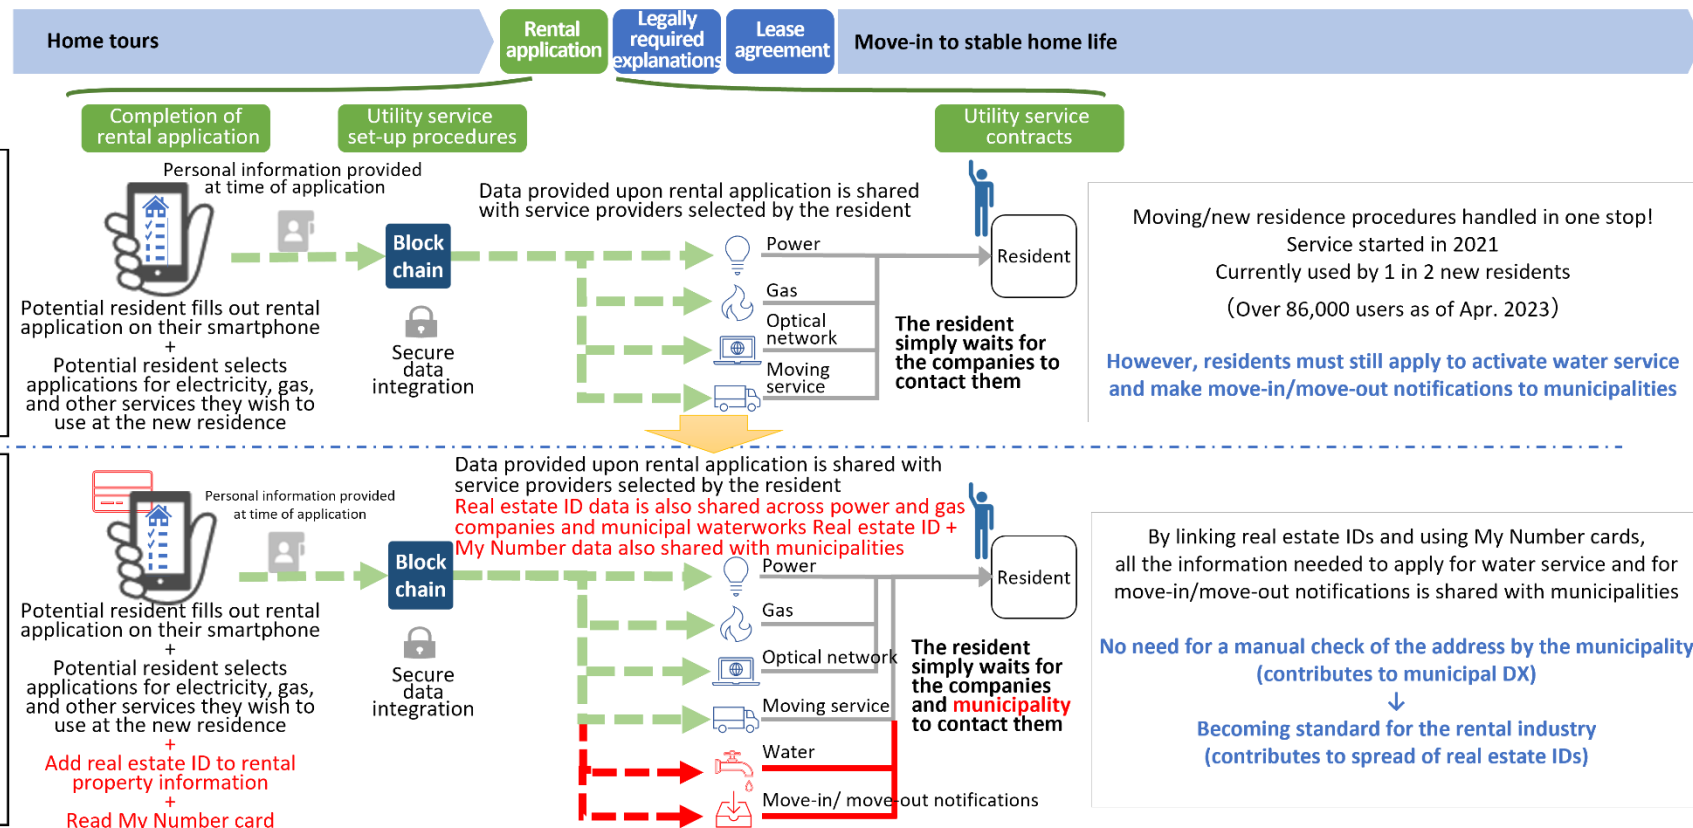 Home tours
Rental
application
Legally
required
explanations
Lease
agreement
Move-in to stable home life
Completion of
rental application
Utility service
set-up procedures
Utility service
contracts
Personal information provided
at time of application
Data provided upon rental application is shared
with service providers selected by the resident
Block
chain
Secure
data
integration
Potential resident fills out rental
application on their smartphone
+
Potential resident selects
applications for electricity, gas,
and other services they wish to
use at the new residence
Power
Gas
Optical
network
Moving
service
Resident
The resident
simply waits for
the companies to
contact them
Moving/new residence procedures handled in one stop!
Service started in 2021
Currently used by 1 in 2 new residents
(Over 86,000 users as of Apr. 2023)
However, residents must still apply to activate water service
and make move-in/move-out notifications to municipalities
Personal information provided
at time of application
Data provided upon rental application is shared with
service providers selected by the resident
Real estate ID data is also shared across power and gas
companies and municipal waterworks Real estate ID +
My Number data also shared with municipalities
Block
chain
Secure
data
integration
Potential resident fills out rental
application on their smartphone
+
Potential resident selects
applications for electricity, gas,
and other services they wish to
use at the new residence
+
Add real estate ID to rental
property information
+
Read My Number card
Power
Gas
Optical network
Moving service
Water
Move-in/ move-out notifications
Resident
The resident
simply waits for
the companies
and municipality
to contact them
By linking real estate IDs and using My Number cards,
all the information needed to apply for water service and for
move-in/move-out notifications is shared with municipalities
No need for a manual check of the address by the municipality
(contributes to municipal DX)
↓
Becoming standard for the rental industry
(contributes to spread of real estate IDs)